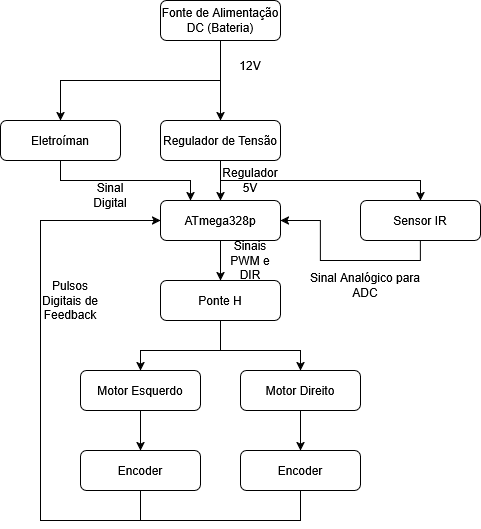 Fonte de Alimentação
DC (Bateria)
12V
Eletroíman
Regulador de Tensão
Regulador
5V
Sinal
Digital
ATmega328p
Sensor IR
Sinais
PWM e
DIR
Sinal Analógico para
ADC
Pulsos
Digitais de
Feedback
Ponte H
Motor Esquerdo
Motor Direito
Encoder
Encoder